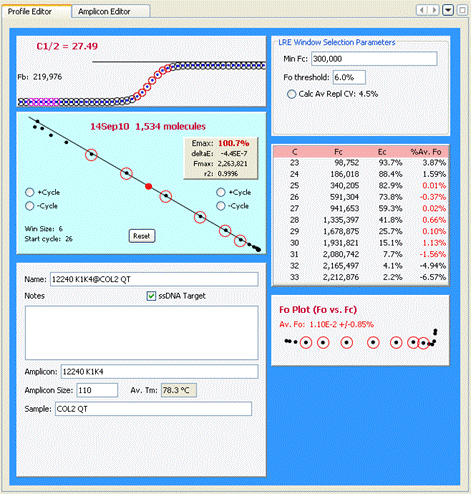 Profile Editor
Amplicon Editor
C1/2 = 27.49
Fb: 219,976
14Sep10 1,534 molecules
Emax: 100.7%
deltaE: -4.45E-7
Fmax: 2,263,821
r2: 0.9996
+Cycle
-Cycle
+Cycle
-Cycle
Win Size: 6
Start cycle: 26
Reset
Name: 12240 K1K4@COL2 QT
Notes
ssDNA Target
Amplicon: 12240 K1K4
Amplicon Size: 110 Av. Tm: 78.3 °C
Sample: COL2 QT
LRE Window Selection Parameters
Min Fc: 300,000
Fo threshold: 6.0%
Calc Av Repl CV: 4.5%
C Fc Ec %Av. Fo
23 98,752 93.7% 3.87%
24 186,018 88.4% 1.59%
25 340,205 82.9% 0.01%
26 591,304 73.8% -0.37%
27 941,653 59.3% 0.02%
28 1,335,397 41.8% 0.66%
29 1,678,875 25.7% 0.10%
30 1,931,821 15.1% 1.13%
31 2,080,742 7.7% -1.56%
32 2,165,497 4.1% -4.94%
33 2,212,876 2.2% -6.57%
Fo Plot (Fo vs. Fc)
Av. Fo: 1.10E-2 +/-0.85%